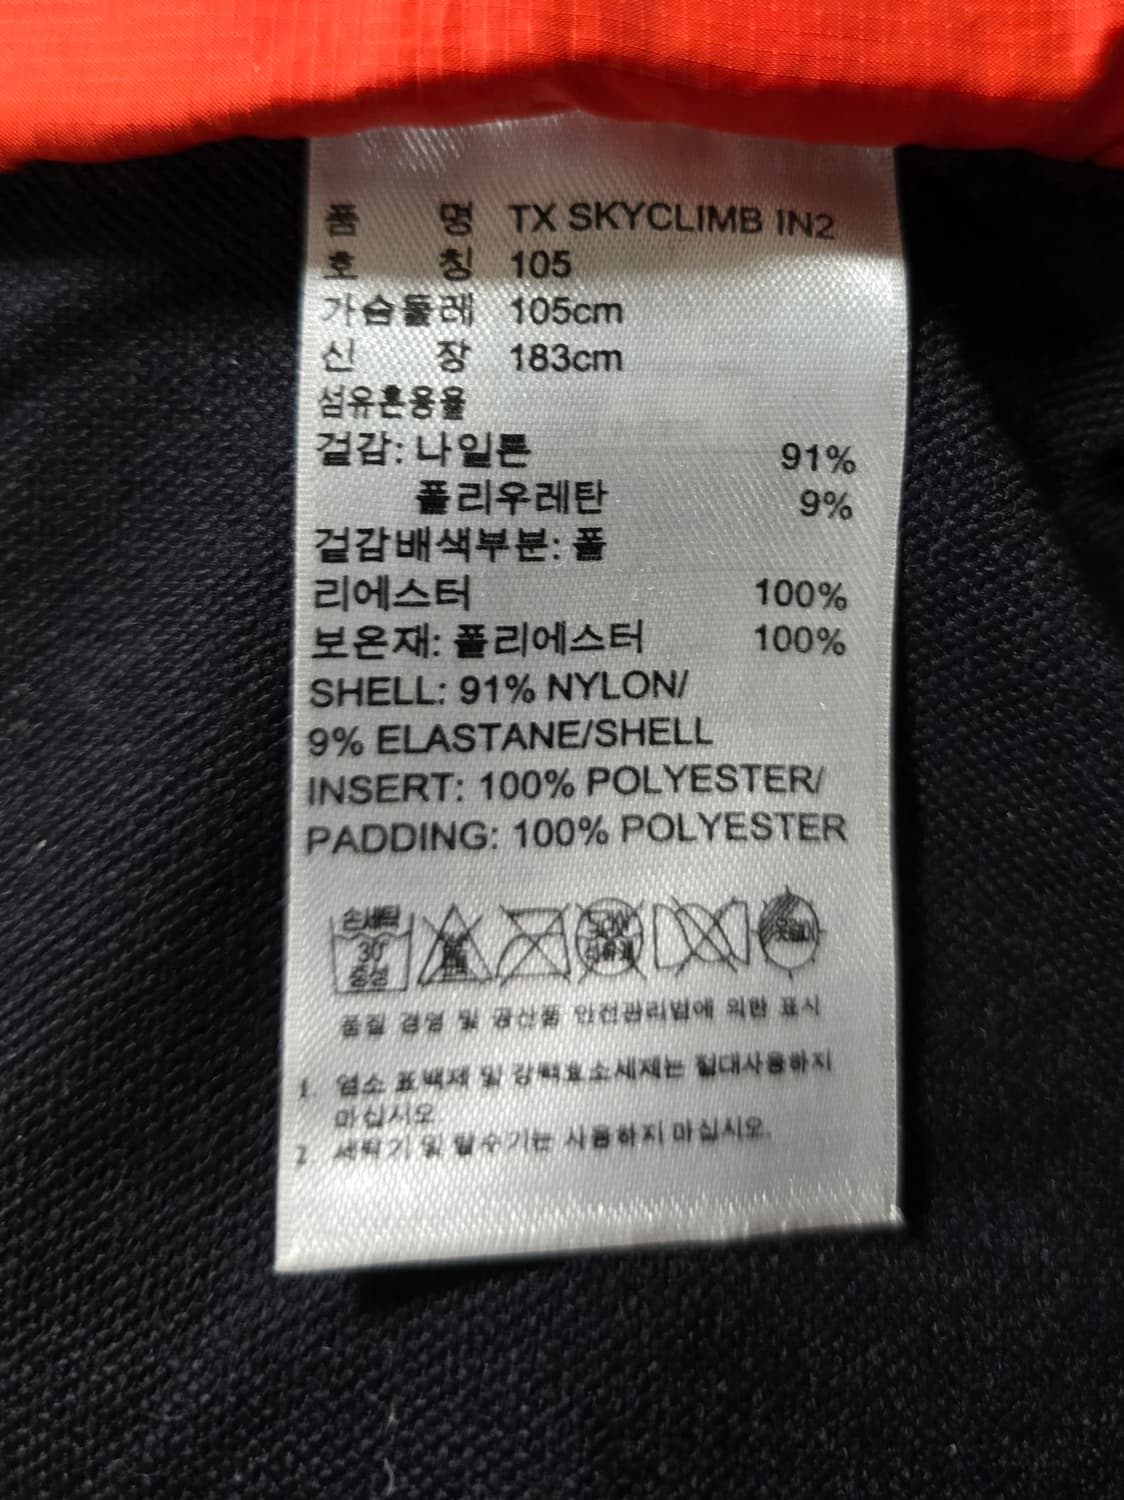 품 명 TX SKYCLIMB IN2
호 칭 105
가슴둘레 105cm
신 장 183cm
섬유혼용율
겉감: 나일론 91%
폴리우레탄 9%
겉감배색부분: 폴
리에스터 100%
보온재: 폴리에스터 100%
SHELL: 91% NYLON/
9% ELASTANE/SHELL
INSERT: 100% POLYESTER/
PADDING: 100% POLYESTER
손세탁
30°
중성
석유계
품질 경영 및 공산품 안전관리법에 의한 표시
1. 염소 표백제 및 강력효소세제는 절대사용하지
마십시오
2. 세탁기 및 탈수기는 사용하지 마십시오.